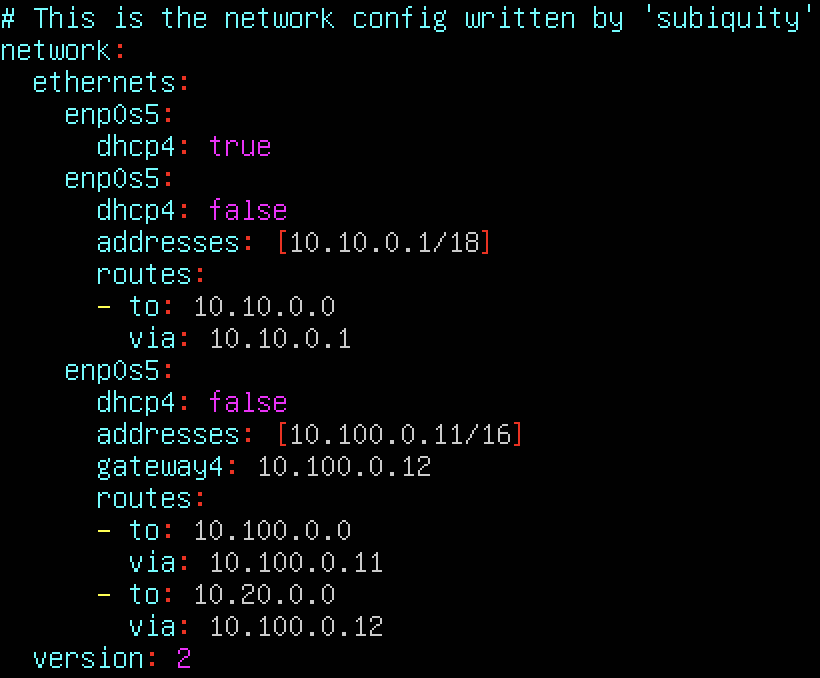 # This is the network config written by 'subiquity'
network:
  ethernets:
    enp0s5:
      dhcp4: true
    enp0s5:
      dhcp4: false
      addresses: [10.10.0.1/18]
      routes:
      - to: 10.10.0.0
        via: 10.10.0.1
    enp0s5:
      dhcp4: false
      addresses: [10.100.0.11/16]
      gateway4: 10.100.0.12
      routes:
      - to: 10.100.0.0
        via: 10.100.0.11
      - to: 10.20.0.0
        via: 10.100.0.12
  version: 2